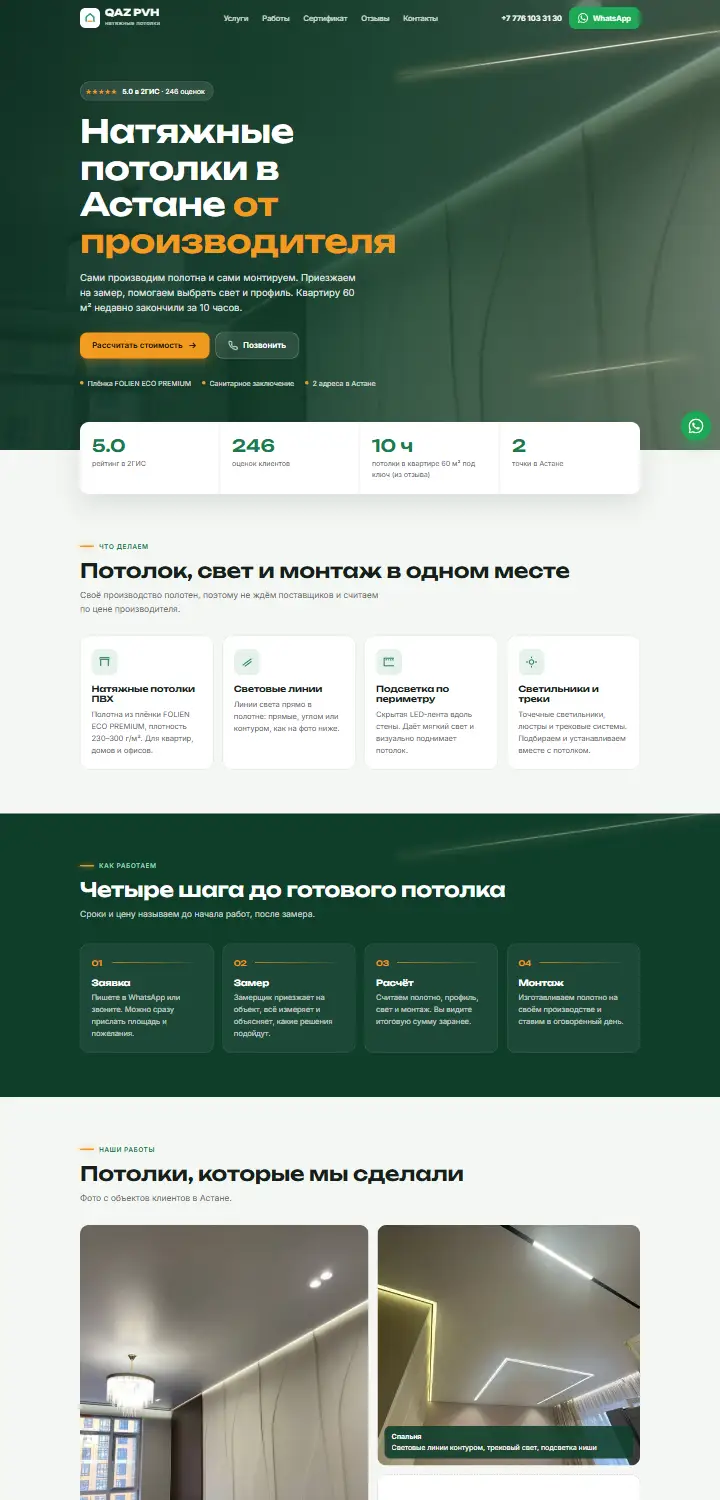 QAZ PVH
натяжные потолки
Услуги
Работы
Сертификат
Отзывы
Контакты
+7 776 103 31 30
WhatsApp
★★★★★ 5.0 в 2ГИС · 246 оценок
Натяжные
потолки в
Астане от
производителя
Сами производим полотна и сами монтируем. Приезжаем
на замер, помогаем выбрать свет и профиль. Квартиру 60
м² недавно закончили за 10 часов.
Рассчитать стоимость →
Позвонить
Плёнка FOLIEN ECO PREMIUM
Санитарное заключение
2 адреса в Астане
5.0
рейтинг в 2ГИС
246
оценок клиентов
10 ч
потолки в квартире 60 м² под
ключ (из отзыва)
2
точки в Астане
ЧТО ДЕЛАЕМ
Потолок, свет и монтаж в одном месте
Своё производство полотен, поэтому не ждём поставщиков и считаем
по цене производителя.
Натяжные потолки
ПВХ
Полотна из плёнки FOLIEN
ECO PREMIUM, плотность
230–300 г/м². Для квартир,
домов и офисов.
Световые линии
Линии света прямо в
полотне: прямые, углом или
контуром, как на фото ниже.
Подсветка по
периметру
Скрытая LED-лента вдоль
стены. Даёт мягкий свет и
визуально поднимает
потолок.
Светильники и
треки
Точечные светильники,
люстры и трековые системы.
Подбираем и устанавливаем
вместе с потолком.
КАК РАБОТАЕМ
Четыре шага до готового потолка
Сроки и цену называем до начала работ, после замера.
01
Заявка
Пишете в WhatsApp или
звоните. Можно сразу
прислать площадь и
пожелания.
02
Замер
Замерщик приезжает на
объект, всё измеряет и
объясняет, какие решения
подойдут.
03
Расчёт
Считаем полотно, профиль,
свет и монтаж. Вы видите
итоговую сумму заранее.
04
Монтаж
Изготавливаем полотно на
своём производстве и
ставим в оговоренный день.
НАШИ РАБОТЫ
Потолки, которые мы сделали
Фото с объектов клиентов в Астане.
Спальня
Световые линии контуром, трековый свет, подсветка ниши